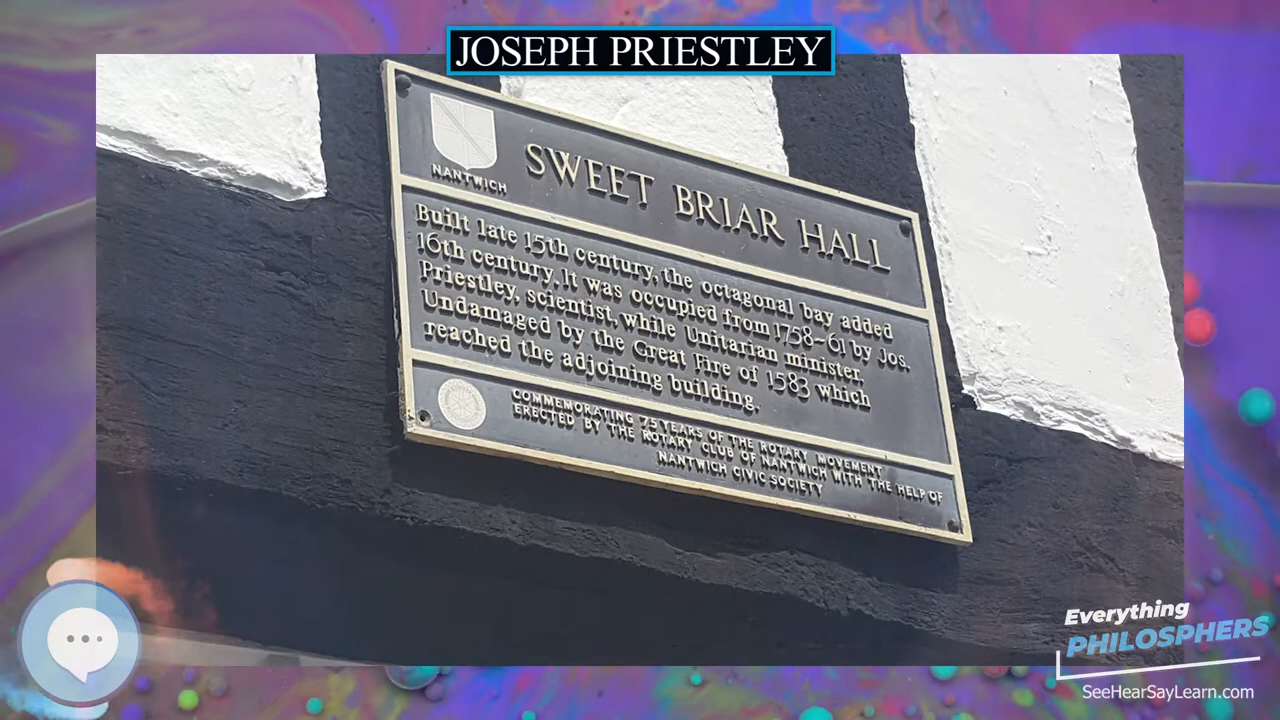 JOSEPH PRIESTLEY
NANTWICH
SWEET BRIAR HALL
Built late 15th century, the octagonal bay added
16th century. It was occupied from 1758-61 by Jos.
Priestley, scientist, while Unitarian minister.
Undamaged by the Great Fire of 1583 which
reached the adjoining building.
COMMEMORATING 75 YEARS OF THE ROTARY MOVEMENT
ERECTED BY THE ROTARY CLUB OF NANTWICH WITH THE HELP OF
NANTWICH CIVIC SOCIETY
Everything
PHILOSPHERS
SeeHearSayLearn.com